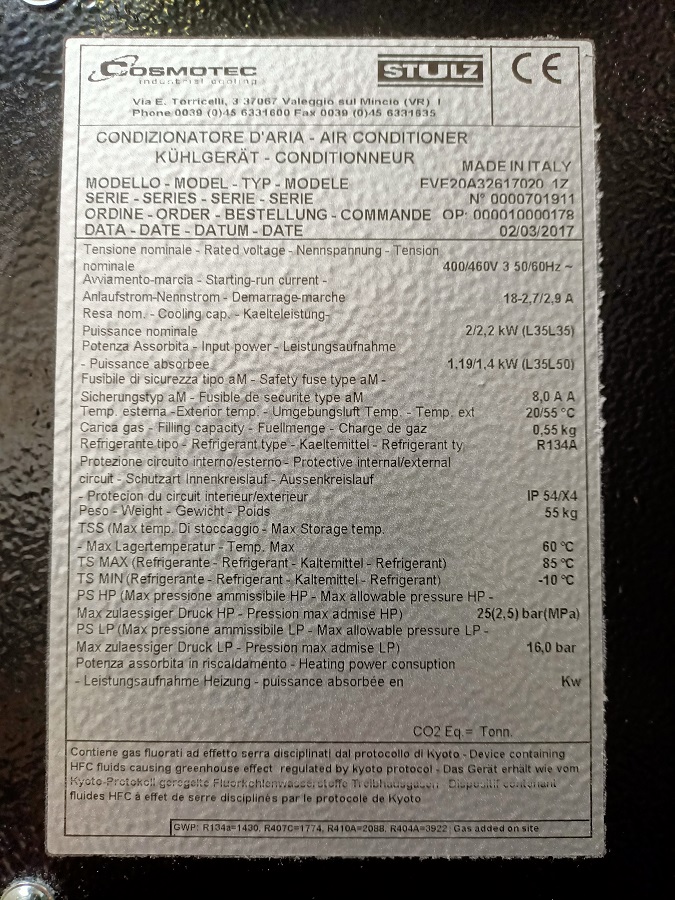 COSMOTEC
industrial cooling
STULZ
CE
Via E. Torricelli, 3 37067 Valeggio sul Mincio (VR) I
Phone 0039 (0)45 6331600 Fax 0039 (0)45 6331635
CONDIZIONATORE D'ARIA - AIR CONDITIONER
KÜHLGERÄT - CONDITIONNEUR
MADE IN ITALY
MODELLO - MODEL - TYP - MODELE EVE20A32617020 1Z
SERIE - SERIES - SERIE - SERIE N° 0000701911
ORDINE - ORDER - BESTELLUNG - COMMANDE OP: 000010000178
DATA - DATE - DATUM - DATE 02/03/2017
Tensione nominale - Rated voltage - Nennspannung - Tension
nominale 400/460V 3 50/60Hz ~
Avviamento-marcia - Starting-run current -
Anlaufstrom-Nennstrom - Demarrage-marche 18-2,7/2,9 A
Resa nom. - Cooling cap. - Kaelteleistung-
Puissance nominale 2/2,2 kW (L35L35)
Potenza Assorbita - Input power - Leistungsaufnahme
- Puissance absorbee 1,19/1,4 kW (L35L50)
Fusibile di sicurezza tipo aM - Safety fuse type aM -
Sicherungstyp aM - Fusible de securite type aM 8,0 A A
Temp. esterna -Exterior temp. - Umgebungsluft Temp. - Temp. ext 20/55 °C
Carica gas - Filling capacity - Fuellmenge - Charge de gaz 0,55 kg
Refrigerante tipo - Refrigerant type - Kaeltemittel - Refrigerant ty R134A
Protezione circuito interno/esterno - Protective internal/external
circuit - Schutzart Innenkreislauf - Aussenkreislauf
- Protecion du circuit interieur/exterieur IP 54/X4
Peso - Weight - Gewicht - Poids 55 kg
TSS (Max temp. Di stoccaggio - Max Storage temp.
- Max Lagertemperatur - Temp. Max 60 °C
TS MAX (Refrigerante - Refrigerant - Kaltemittel - Refrigerant) 85 °C
TS MIN (Refrigerante - Refrigerant - Kaltemittel - Refrigerant) -10 °C
PS HP (Max pressione ammissibile HP - Max allowable pressure HP -
Max zulaessiger Druck HP - Pression max admise HP) 25(2,5) bar(MPa)
PS LP (Max pressione ammissibile LP - Max allowable pressure LP -
Max zulaessiger Druck LP - Pression max admise LP) 16,0 bar
Potenza assorbita in riscaldamento - Heating power consuption
- Leistungsaufnahme Heizung - puissance absorbée en Kw
CO2 Eq.= Tonn.
Contiene gas fluorati ad effetto serra disciplinati dal protocollo di Kyoto - Device containing
HFC fluids causing greenhouse effect regulated by kyoto protocol - Das Gerat erhält wie vom
Kyoto-Protokoll geregelte Fluorkohlenwasserstoffe Treibhausgasen Dispositif contenant
fluides HFC à effet de serre disciplinés par le protocole de Kyoto
GWP: R134a=1430, R407C=1774, R410A=2088, R404A=3922; Gas added on site